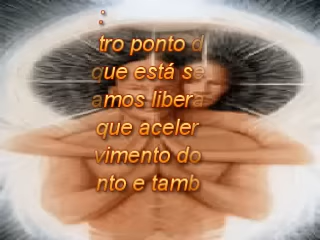 :
tro ponto d
que está se
amos libera
que aceler
vimento do
nto e tamb